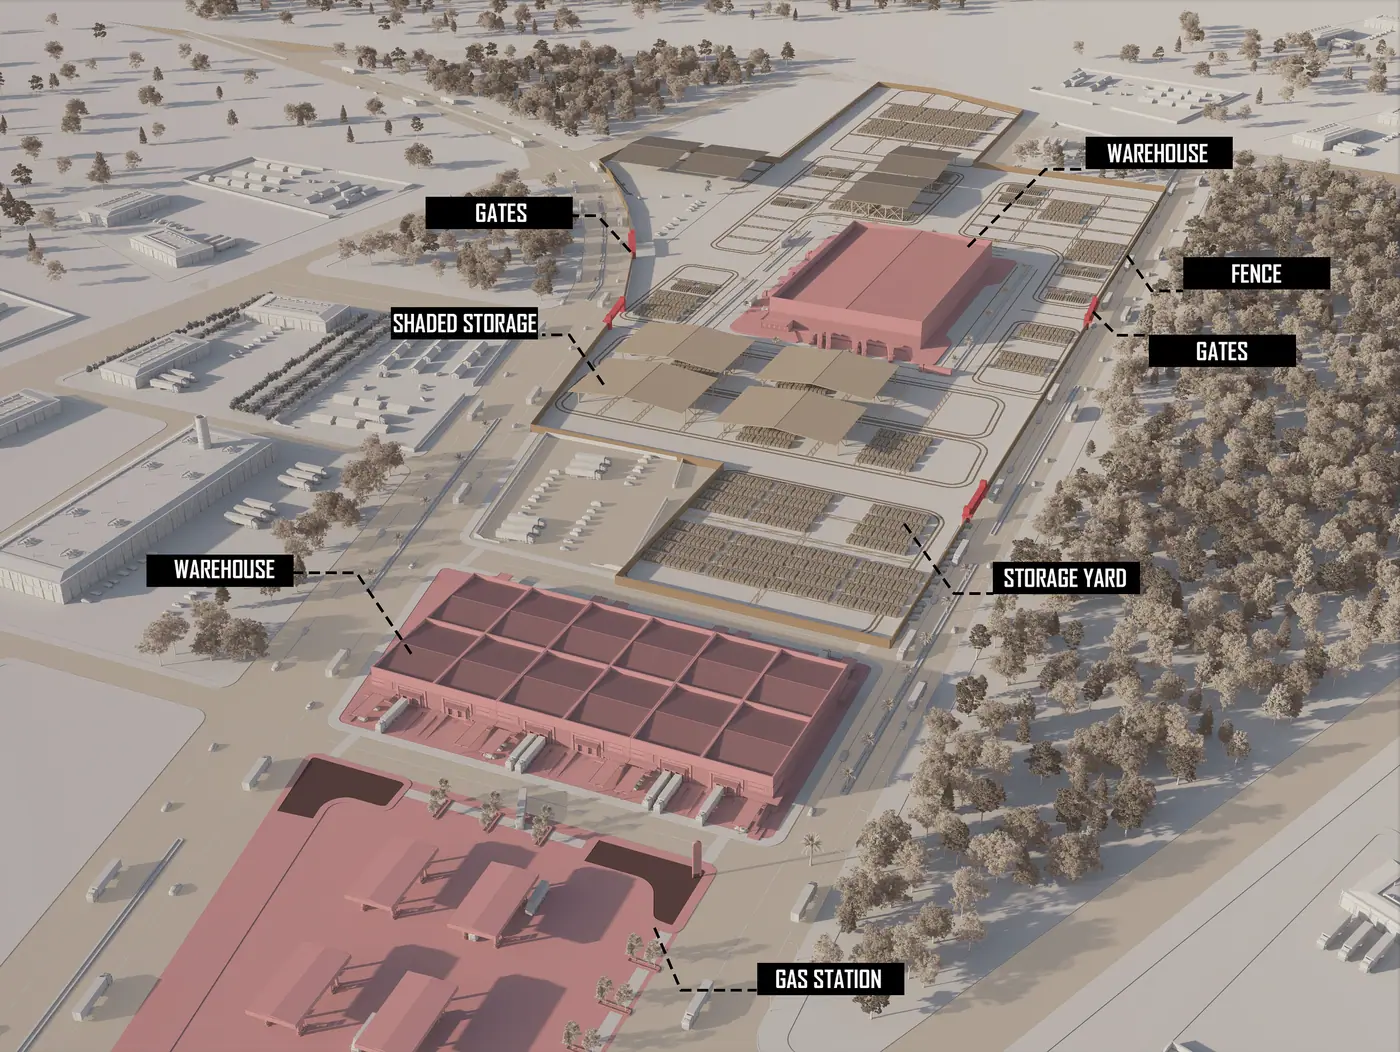 WAREHOUSE
GATES
FENCE
SHADED STORAGE
GATES
WAREHOUSE
STORAGE YARD
GAS STATION